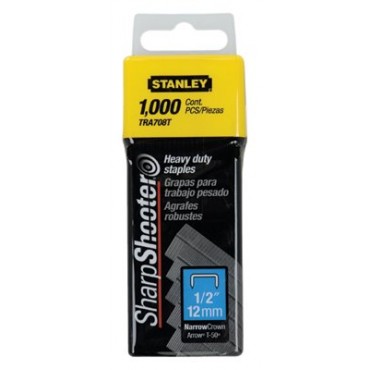 STANLEY
1,000 Cont.
PCS/Piezas
TRA708T
Heavy duty
staples
Grapas para
trabajo pesado
Agrafes
robustes
SharpShooter
1/2"
12mm
NarrowCrown
Arrow® T-50®